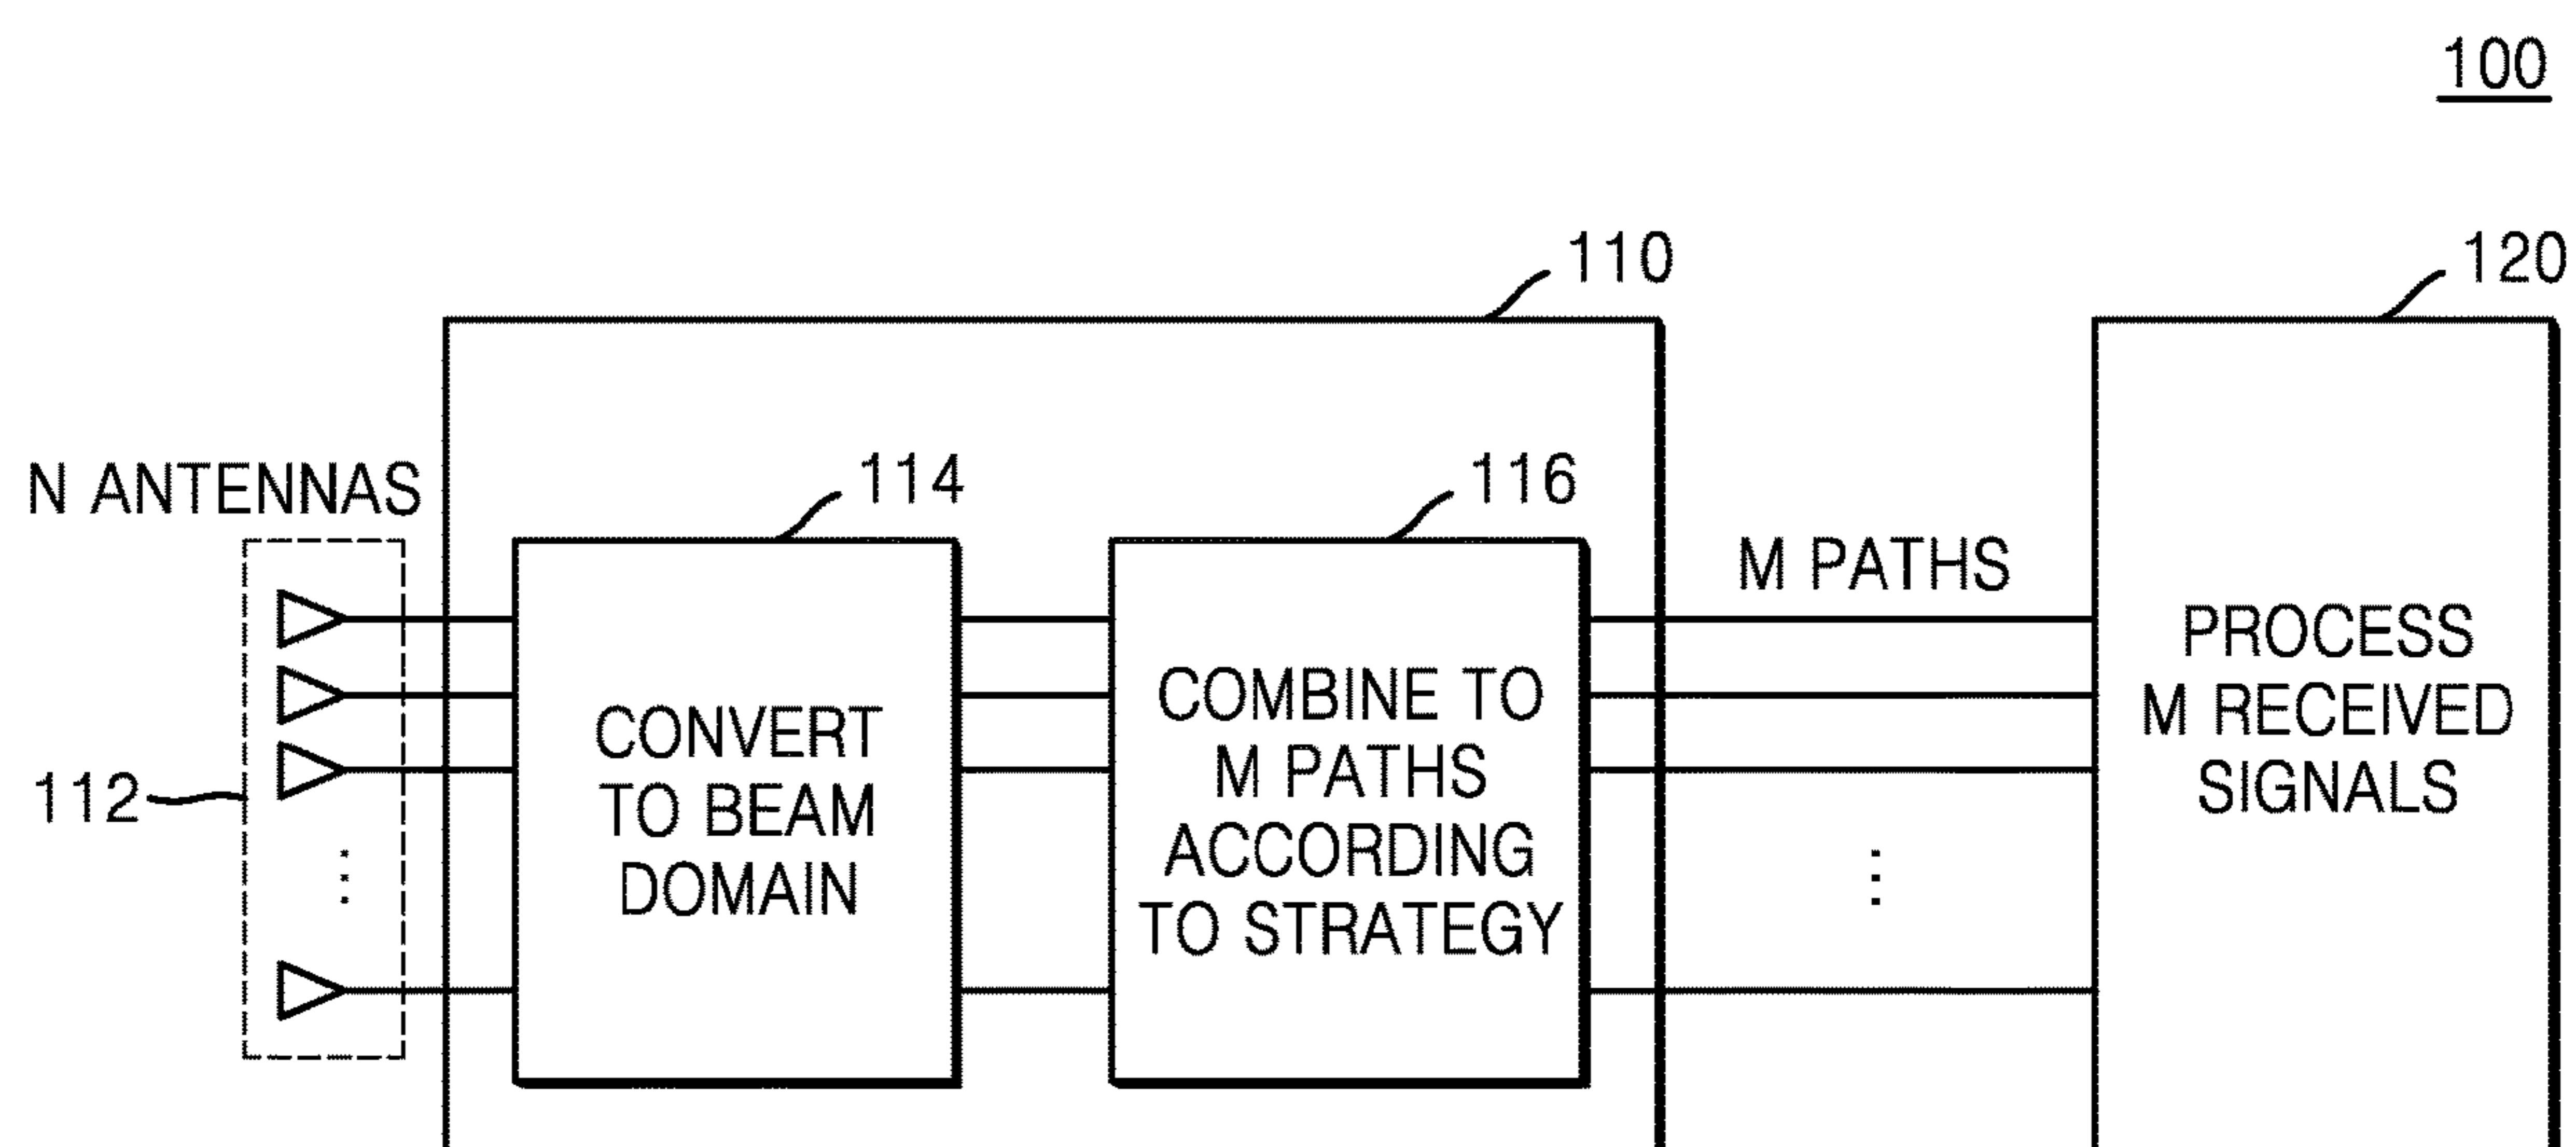 100
110
120
N ANTENNAS
114
116
M PATHS
112
CONVERT
TO BEAM
DOMAIN
COMBINE TO
M PATHS
ACCORDING
TO STRATEGY
PROCESS
M RECEIVED
SIGNALS